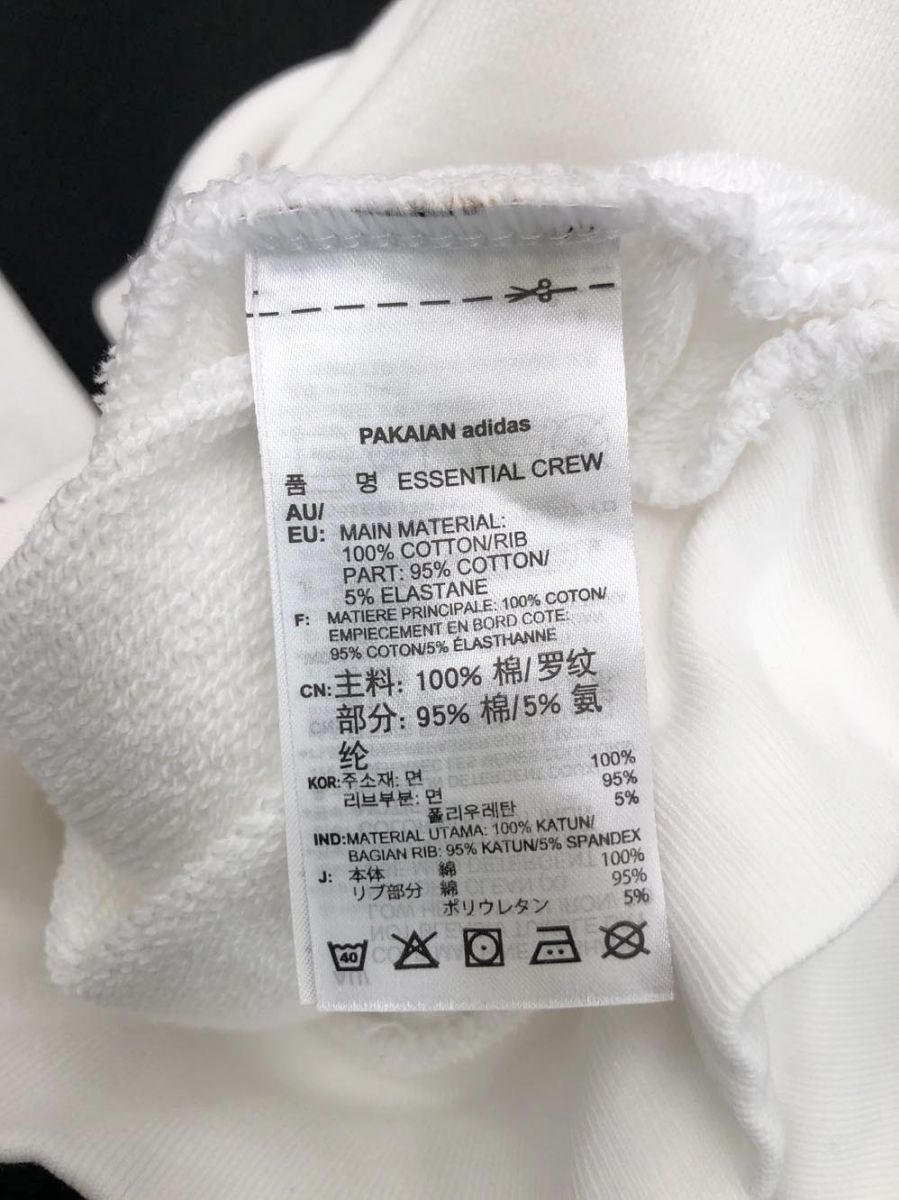 PAKAIAN adidas
품 명 ESSENTIAL CREW
AU/
EU: MAIN MATERIAL:
100% COTTON/RIB
PART: 95% COTTON/
5% ELASTANE
F: MATIERE PRINCIPALE: 100% COTON/
EMPIECEMENT EN BORD COTE:
95% COTON/5% ÉLASTHANNE
CN: 主料: 100% 棉/罗纹
部分: 95% 棉/5% 氨
纶
KOR: 주소재: 면 100%
리브부분: 면 95%
폴리우레탄 5%
IND: MATERIAL UTAMA: 100% KATUN/
BAGIAN RIB: 95% KATUN/5% SPANDEX
J: 本体 綿 100%
リブ部分 綿 95%
ポリウレタン 5%
40